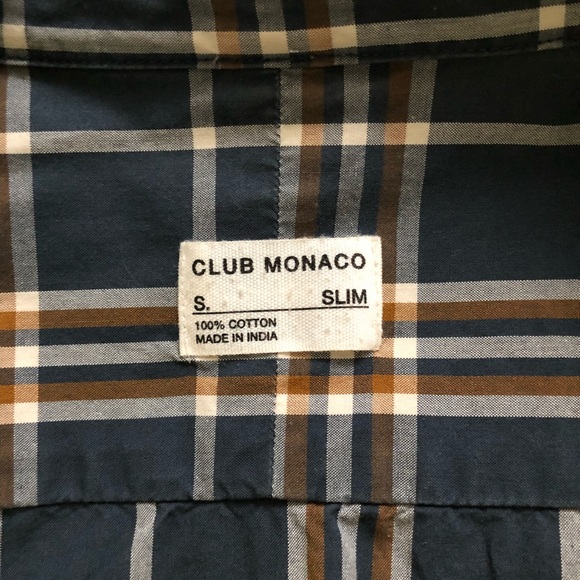 CLUB MONACO
S. SLIM
100% COTTON
MADE IN INDIA